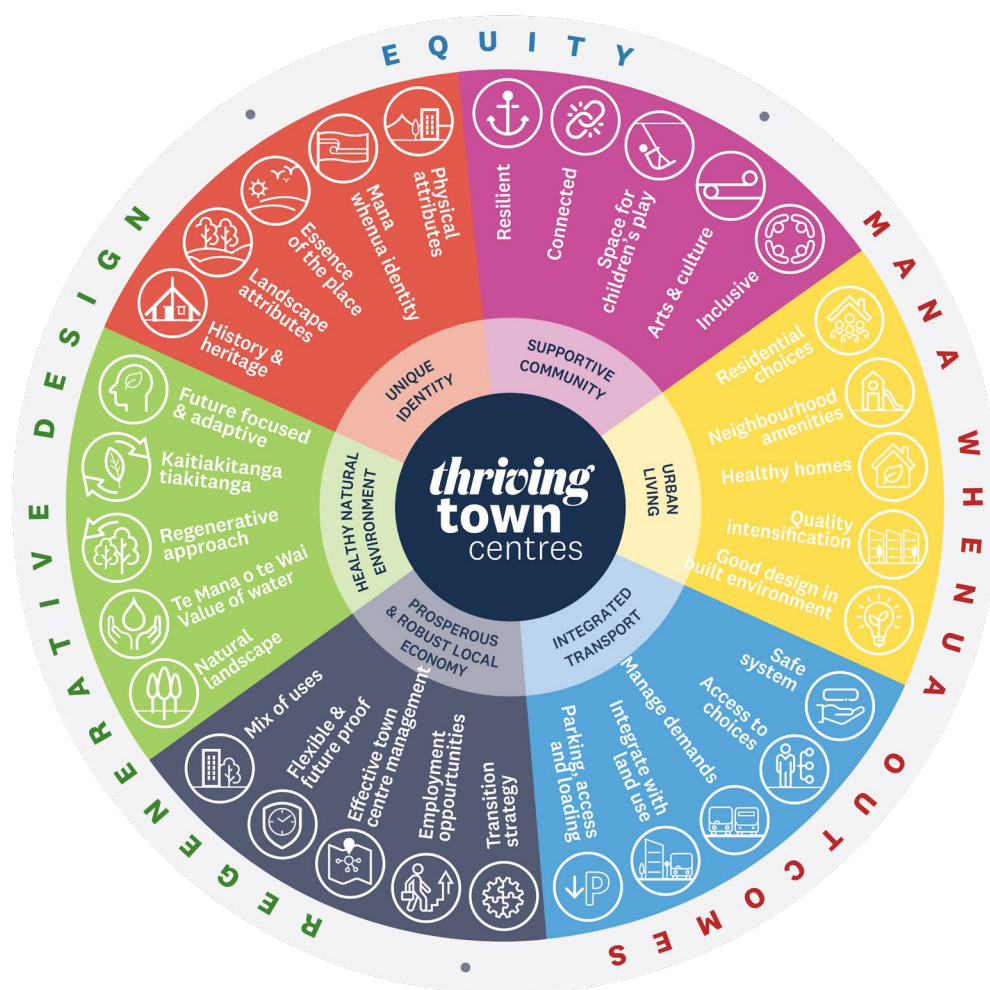 EQUITY
MANA WHENUA OUTCOMES
REGENERATIVE DESIGN
thriving
town
centres
SUPPORTIVE
COMMUNITY
Resilient
Connected
Space for
children's play
Arts & culture
Inclusive
URBAN
LIVING
Residential
choices
Neighbourhood
amenities
Healthy homes
Quality
intensification
Good design in
built environment
INTEGRATED
TRANSPORT
Safe
system
Access to
choices
Manage demands
Integrate with
land use
Parking, access
and loading
P
PROSPEROUS
& ROBUST LOCAL
ECONOMY
Transition
strategy
Employment
oppourtunities
Effective town
centre management
Flexible &
future proof
Mix of uses
HEALTHY NATURAL
ENVIRONMENT
Natural
landscape
Te Mana o te Wai
Value of water
Regenerative
approach
Kaitiakitanga
tiakitanga
Future focused
& adaptive
UNIQUE
IDENTITY
History &
heritage
Landscape
attributes
Essence
of the place
Mana
whenua identity
Physical
attributes